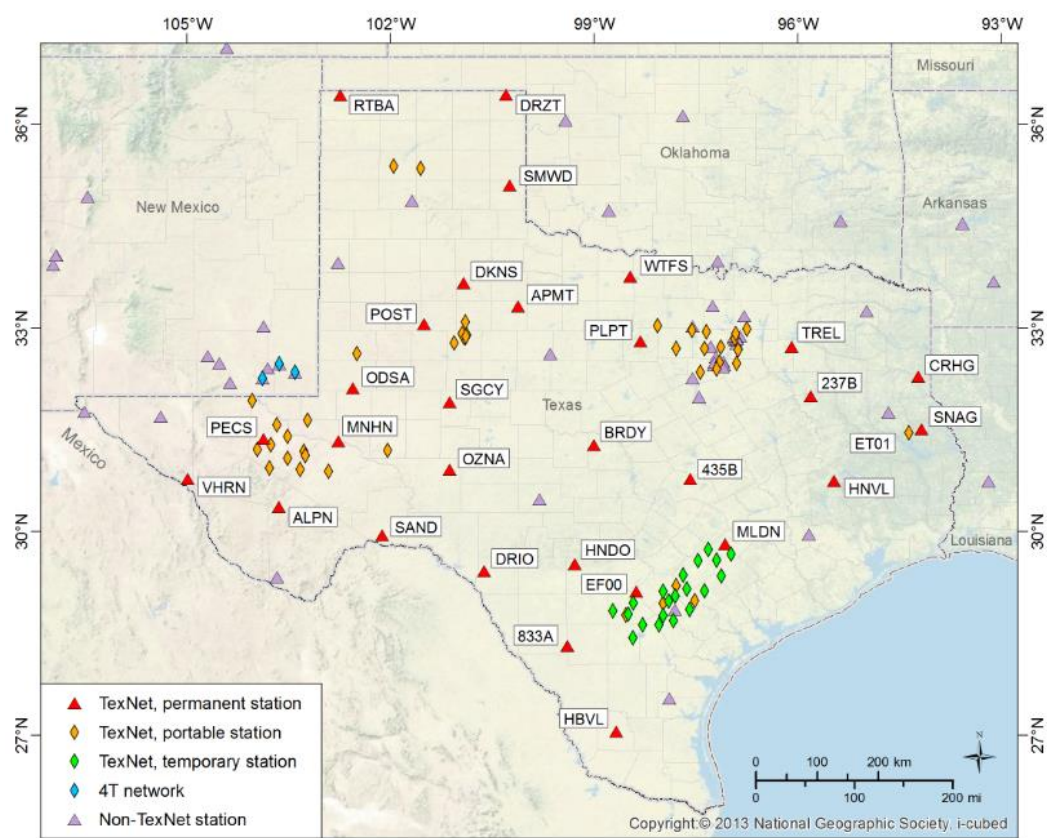 105°W
102°W
99°W
96°W
93°W
Missouri
RTBA
DRZT
36°N
36°N
Oklahoma
SMWD
New Mexico
Arkansas
WTFS
DKNS
APMT
POST
33°N
33°N
PLPT
TREL
CRHG
ODSA
237B
SGCY
Texas
SNAG
PECS
MNHN
BRDY
ET01
Mexico
OZNA
435B
VHRN
HNVL
ALPN
30°N
30°N
SAND
MLDN
Louisiana
DRIO
HNDO
EF00
833A
HBVL
27°N
27°N
TexNet, permanent station
TexNet, portable station
TexNet, temporary station
4T network
Non-TexNet station
N
0 100 200 km
0 100 200 mi
Copyright:© 2013 National Geographic Society, i-cubed